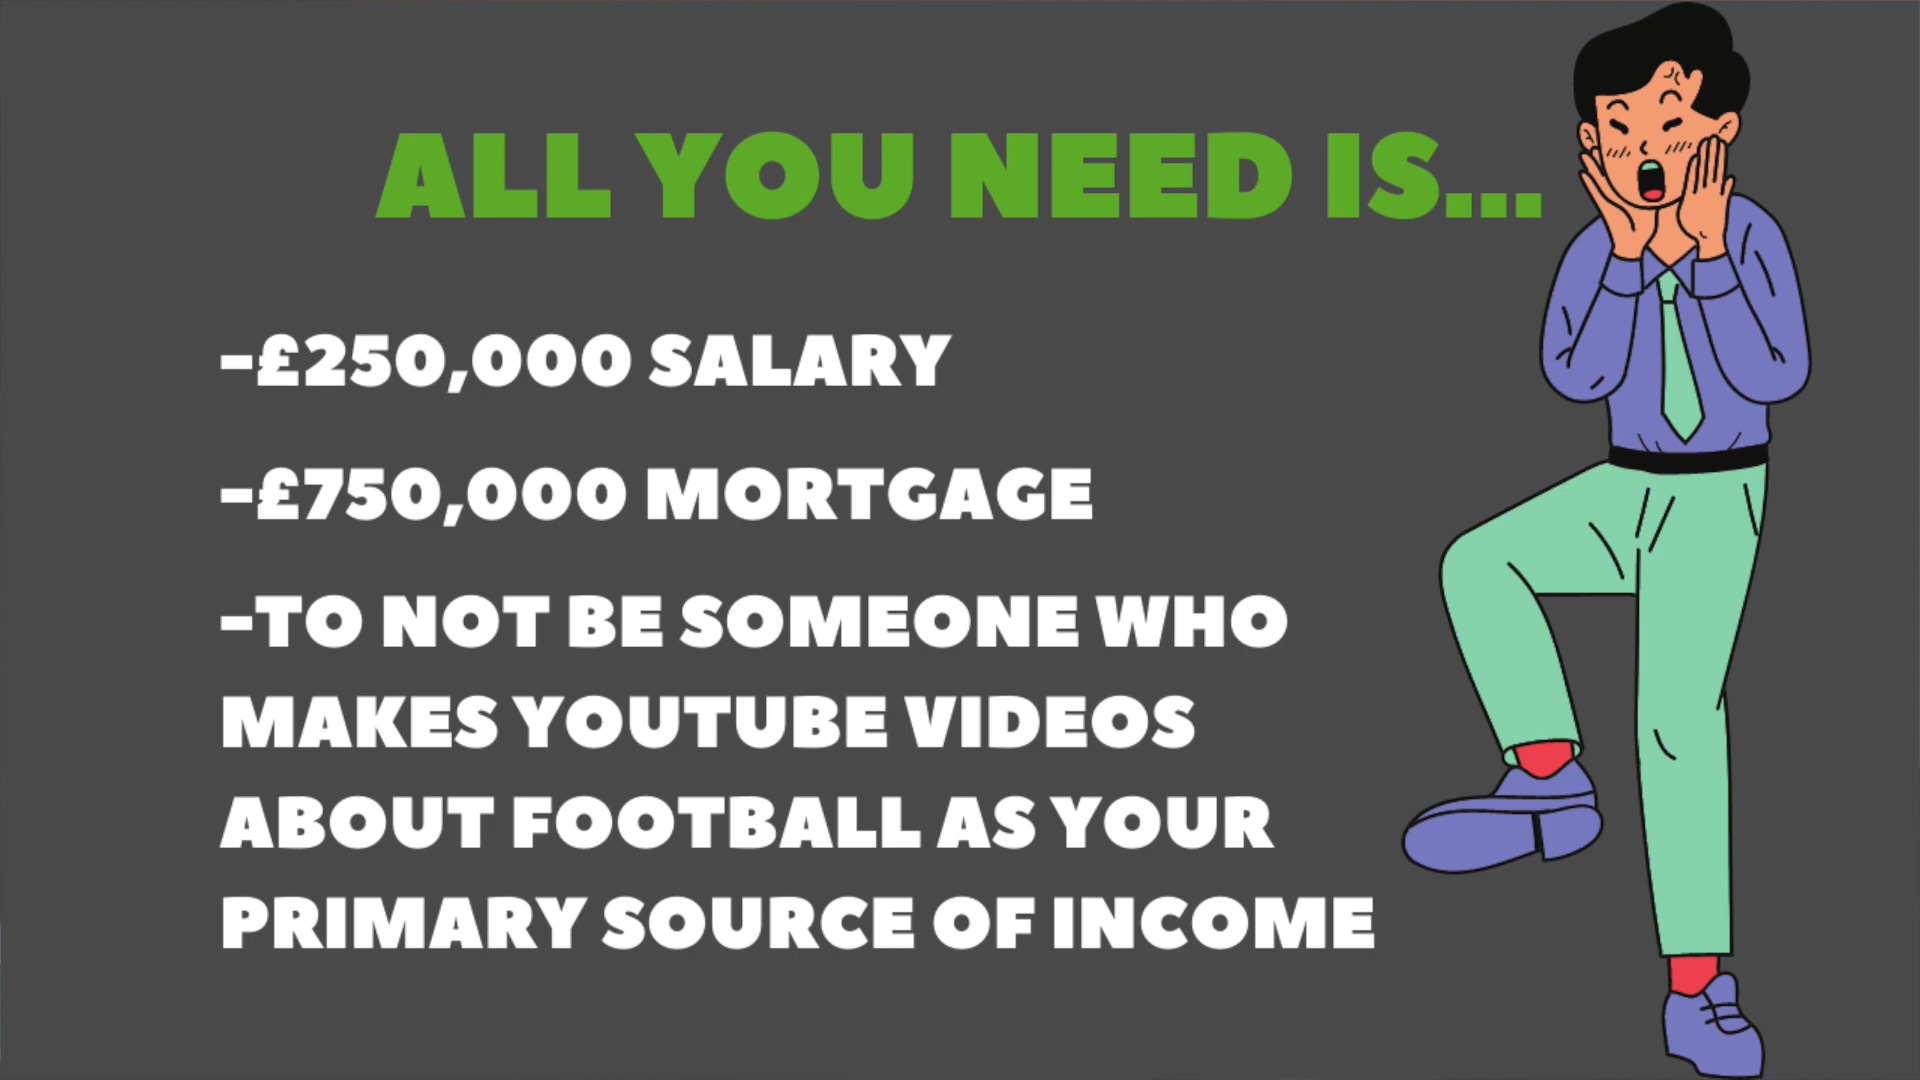 ALL YOU NEED IS...
-£250,000 SALARY
-£750,000 MORTGAGE
-TO NOT BE SOMEONE WHO
MAKES YOUTUBE VIDEOS
ABOUT FOOTBALL AS YOUR
PRIMARY SOURCE OF INCOME